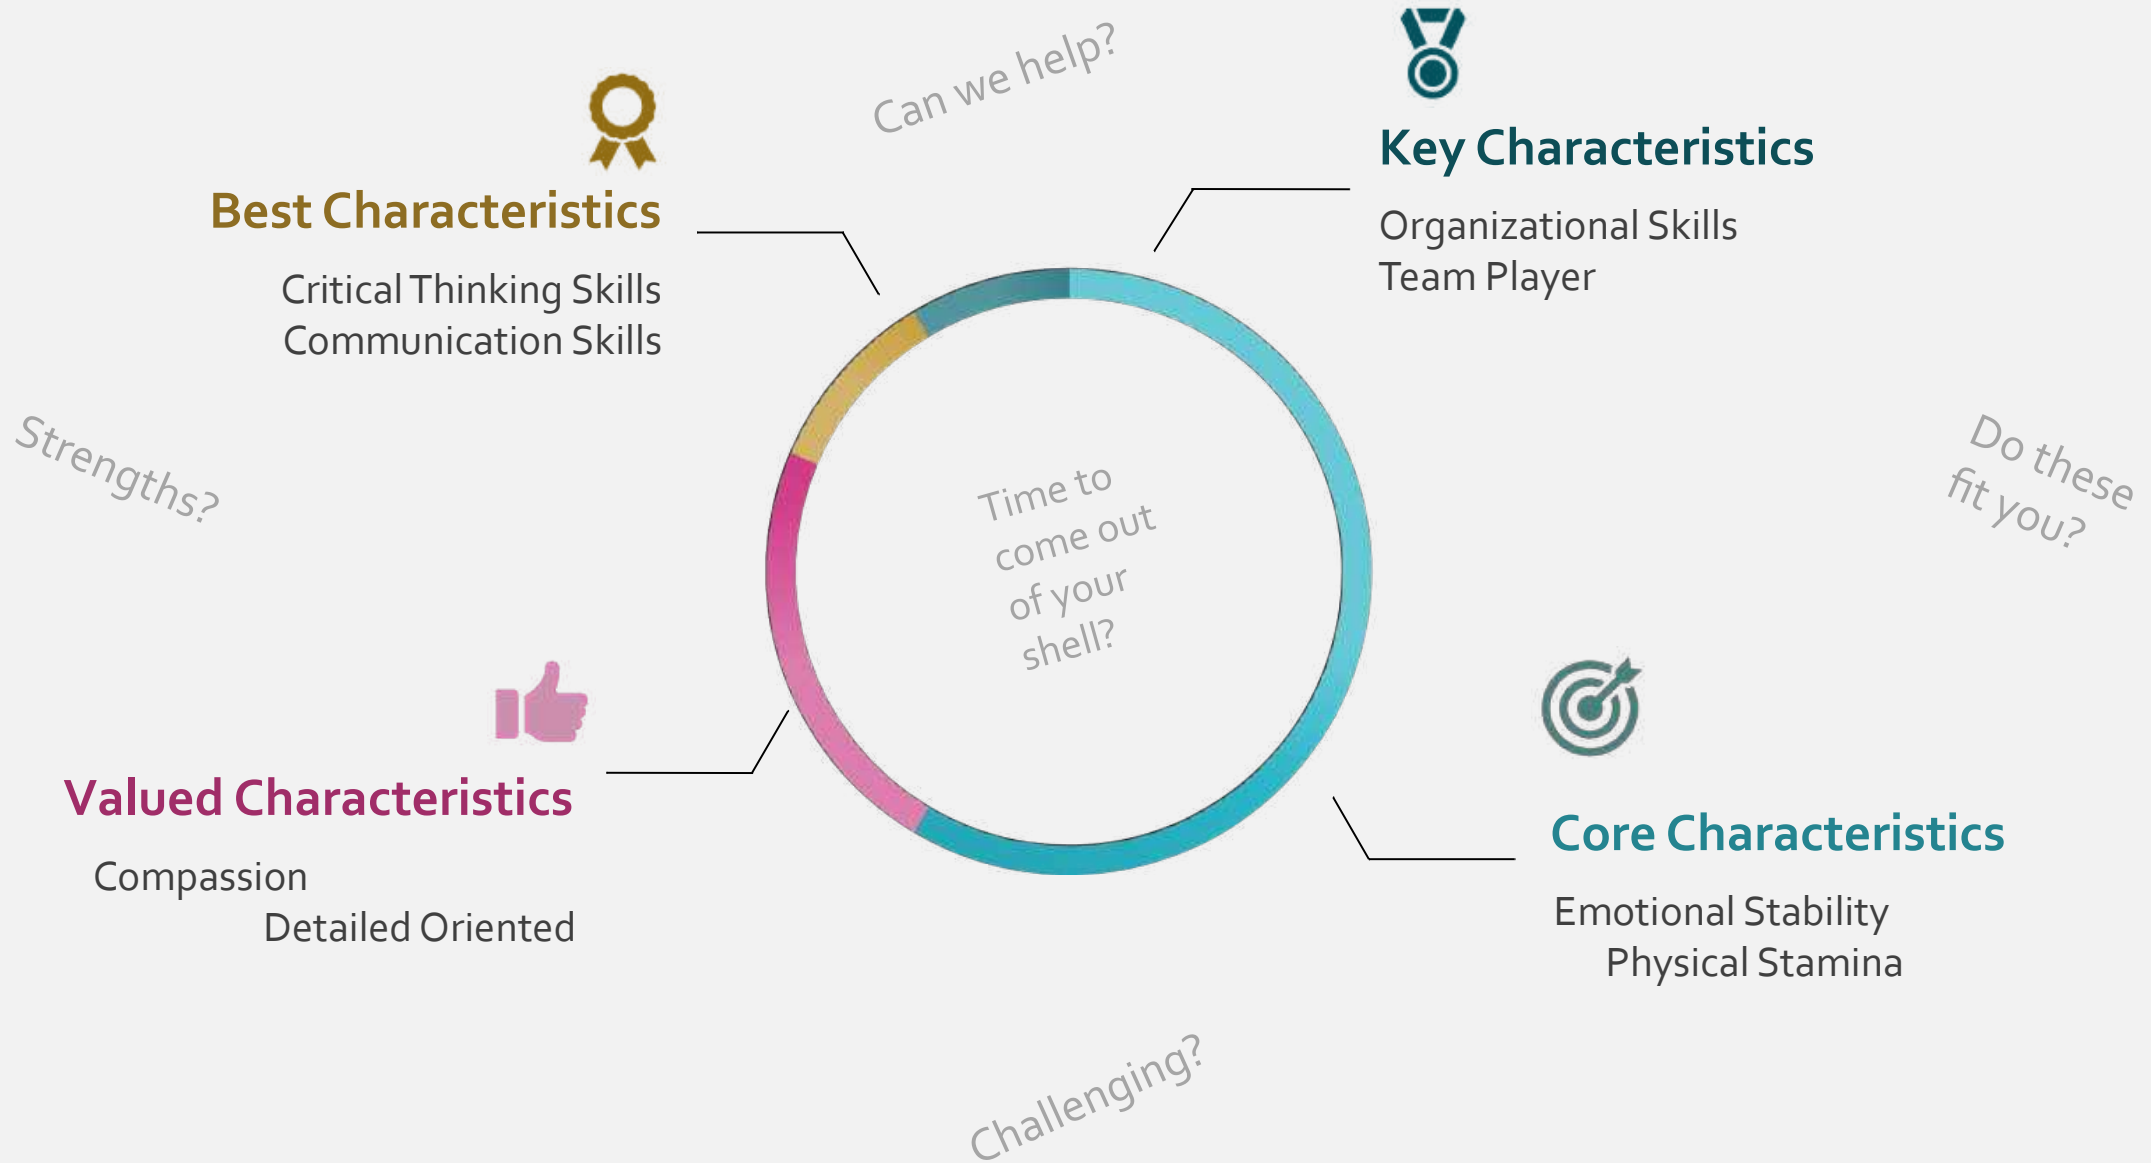 Can we help?
Key Characteristics
Organizational Skills
Team Player
Best Characteristics
Critical Thinking Skills
Communication Skills
Strengths?
Do these
fit you?
Time to
come out
of your
shell?
Valued Characteristics
Compassion
Detailed Oriented
Core Characteristics
Emotional Stability
Physical Stamina
Challenging?